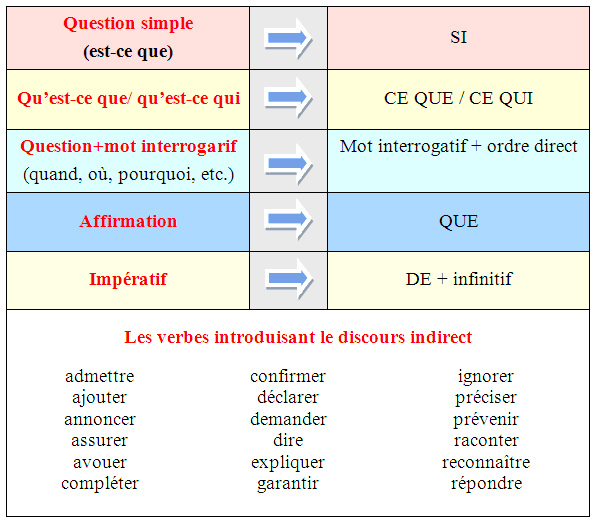 Question simple
(est-ce que)
SI
Qu’est-ce que/ qu’est-ce qui
CE QUE / CE QUI
Question+mot interrogarif
(quand, où, pourquoi, etc.)
Mot interrogatif + ordre direct
Affirmation
QUE
Impératif
DE + infinitif
Les verbes introduisant le discours indirect
admettre confirmer ignorer
ajouter déclarer préciser
annoncer demander prévenir
assurer dire raconter
avouer expliquer reconnaître
compléter garantir répondre